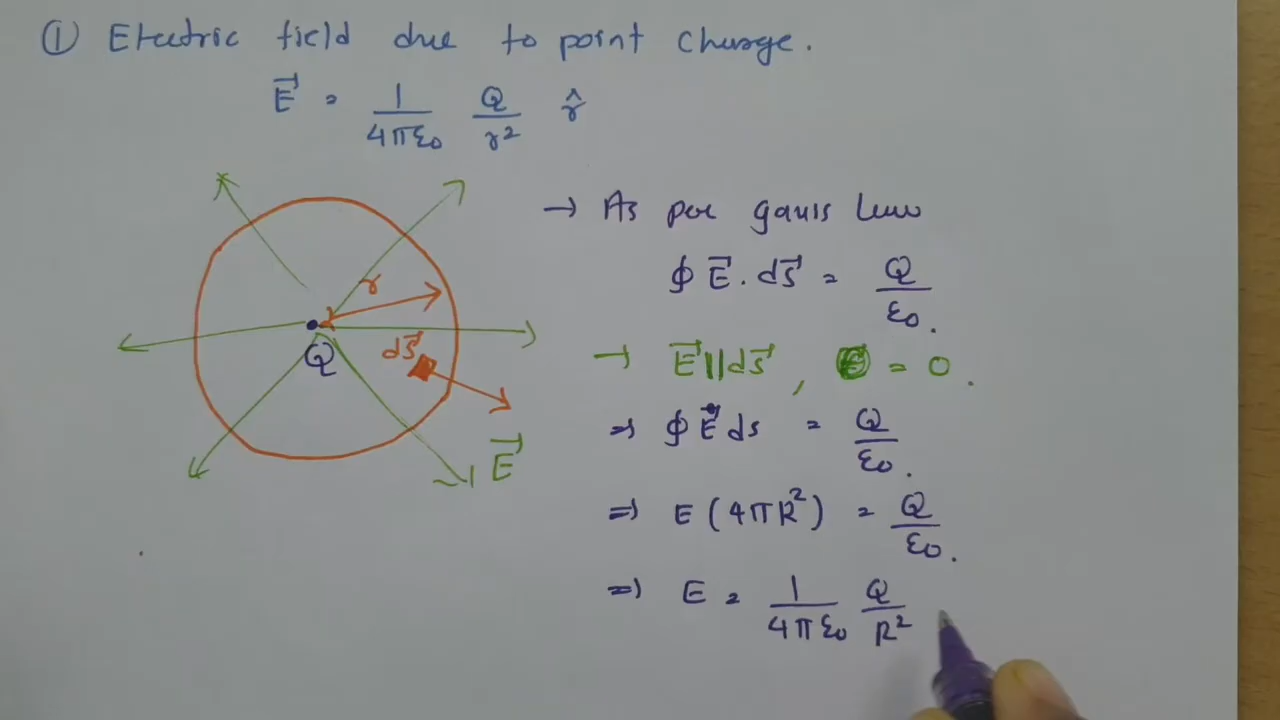 ① Electric field due to point charge.
E⃗ = 1/4πε₀ Q/r² r̂
r
Q
ds⃗
E⃗
→ As per gauss law
∮ E⃗ . ds⃗ = Q/ε₀.
→ E⃗ || ds⃗ , = 0.
⇒ ∮ E ds = Q/ε₀.
⇒ E (4πR²) = Q/ε₀.
⇒ E = 1/4πε₀ Q/R²